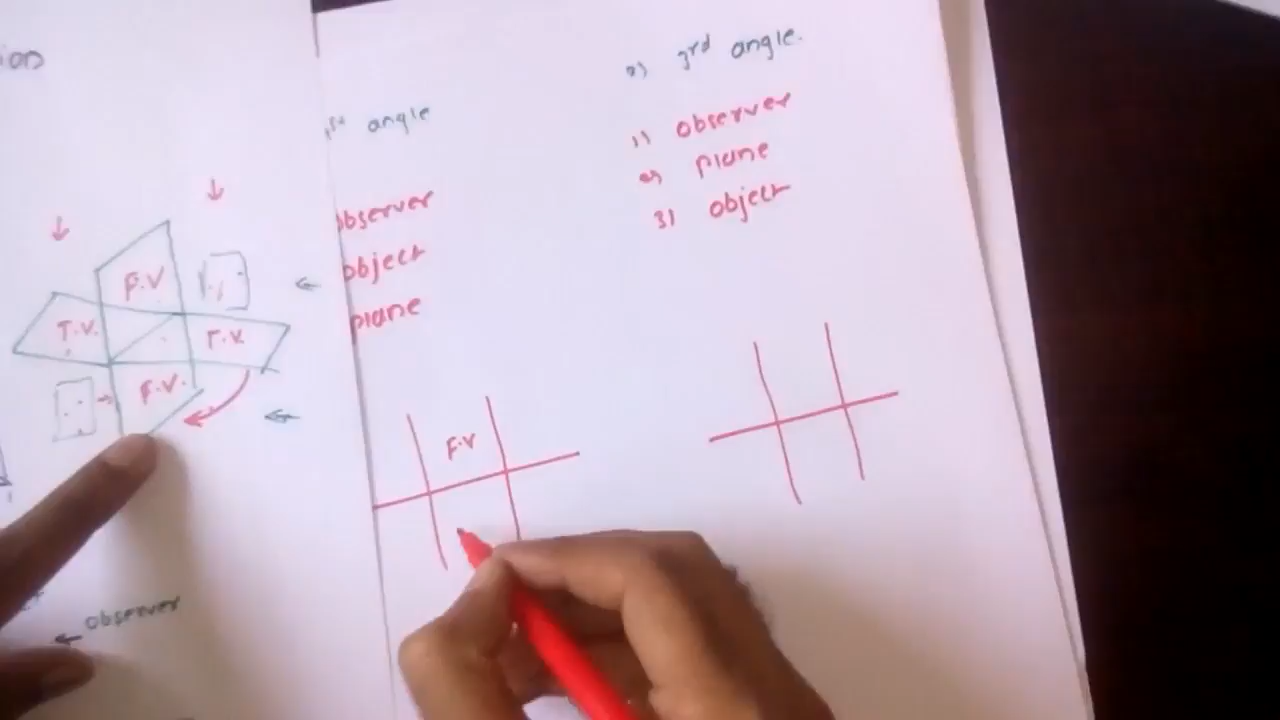 ion
F.V
T.V.
T.V.
F.V.
← observer
1st angle
observer
object
plane
F.V
2) 3rd angle.
1) observer
2) plane
3) object